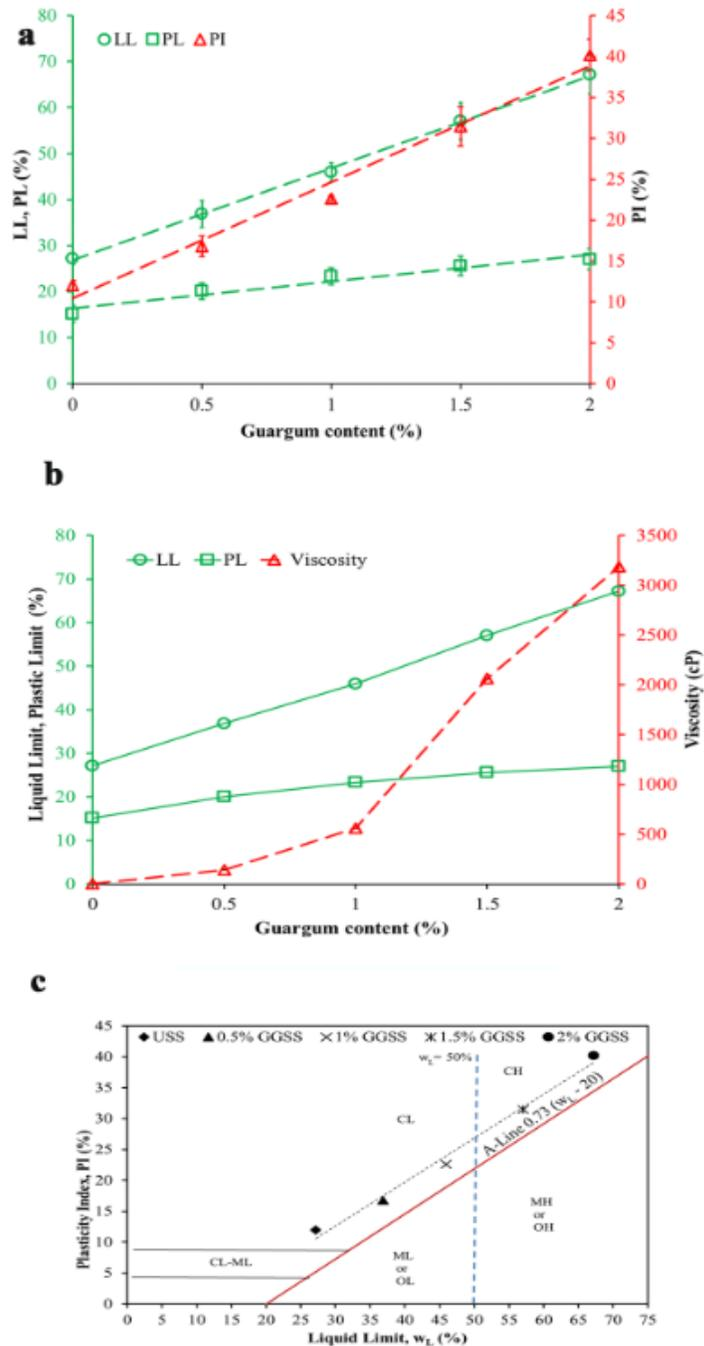 a
LL PL PI
80 70 60 50 40 30 20 10 0
LL, PL (%)
45 40 35 30 25 20 15 10 5 0
PI (%)
0 0.5 1 1.5 2
Guargum content (%)
b
LL PL Viscosity
80 70 60 50 40 30 20 10 0
Liquid Limit, Plastic Limit (%)
3500 3000 2500 2000 1500 1000 500 0
Viscosity (cP)
0 0.5 1 1.5 2
Guargum content (%)
c
USS 0.5% GGSS 1% GGSS 1.5% GGSS 2% GGSS
45 40 35 30 25 20 15 10 5 0
Plasticity Index, PI (%)
wL= 50%
CH
CL
A-Line 0.73 (wL - 20)
MH
or
OH
CL-ML
ML
or
OL
0 5 10 15 20 25 30 35 40 45 50 55 60 65 70 75
Liquid Limit, wL (%)